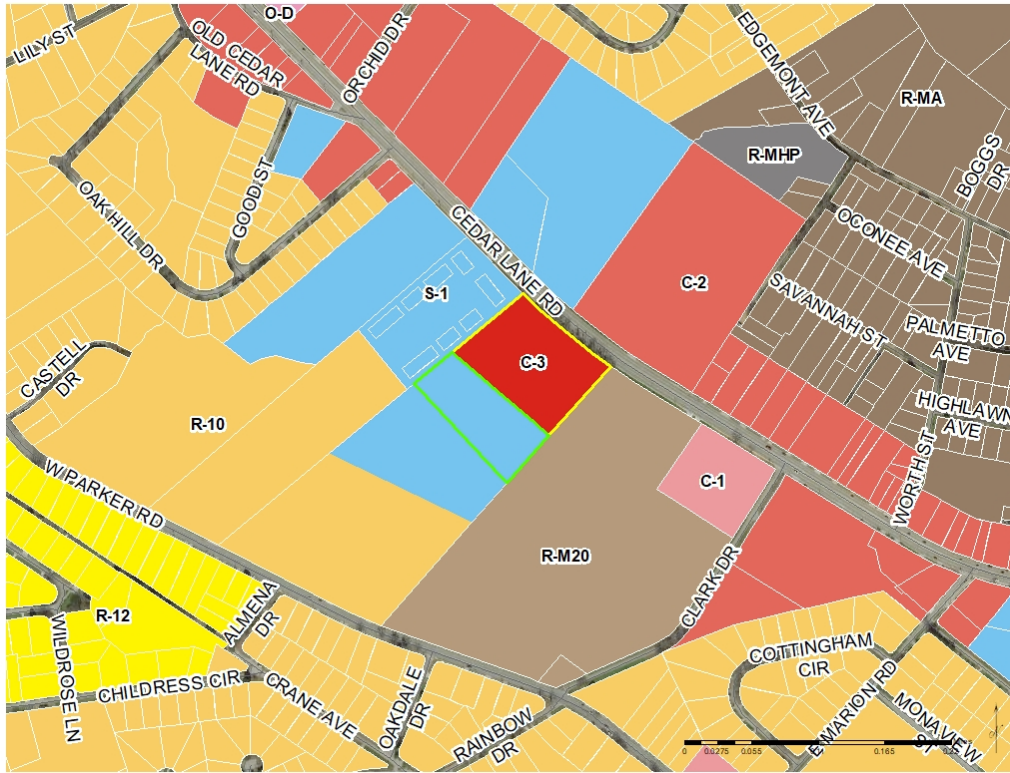 O-D
LILY ST
OLD CEDAR
LANE RD
ORCHID DR
EDGEMONT AVE
R-MA
R-MHP
BOGGS
DR
GOOD ST
OAK HILL DR
CEDAR LANE RD
OCONEE AVE
S-1
C-2
SAVANNAH ST
PALMETTO
AVE
CASTELL
DR
C-3
R-10
HIGHLAWN
AVE
W PARKER RD
C-1
WORTH ST
R-M20
CLARK DR
R-12
ALMENA
DR
WILDROSE LN
COTTINGHAM
CIR
CHILDRESS CIR
CRANE AVE
OAKDALE
DR
RAINBOW
DR
E MARION RD
MONAVIEW
ST
0 0.0275 0.055 0.165